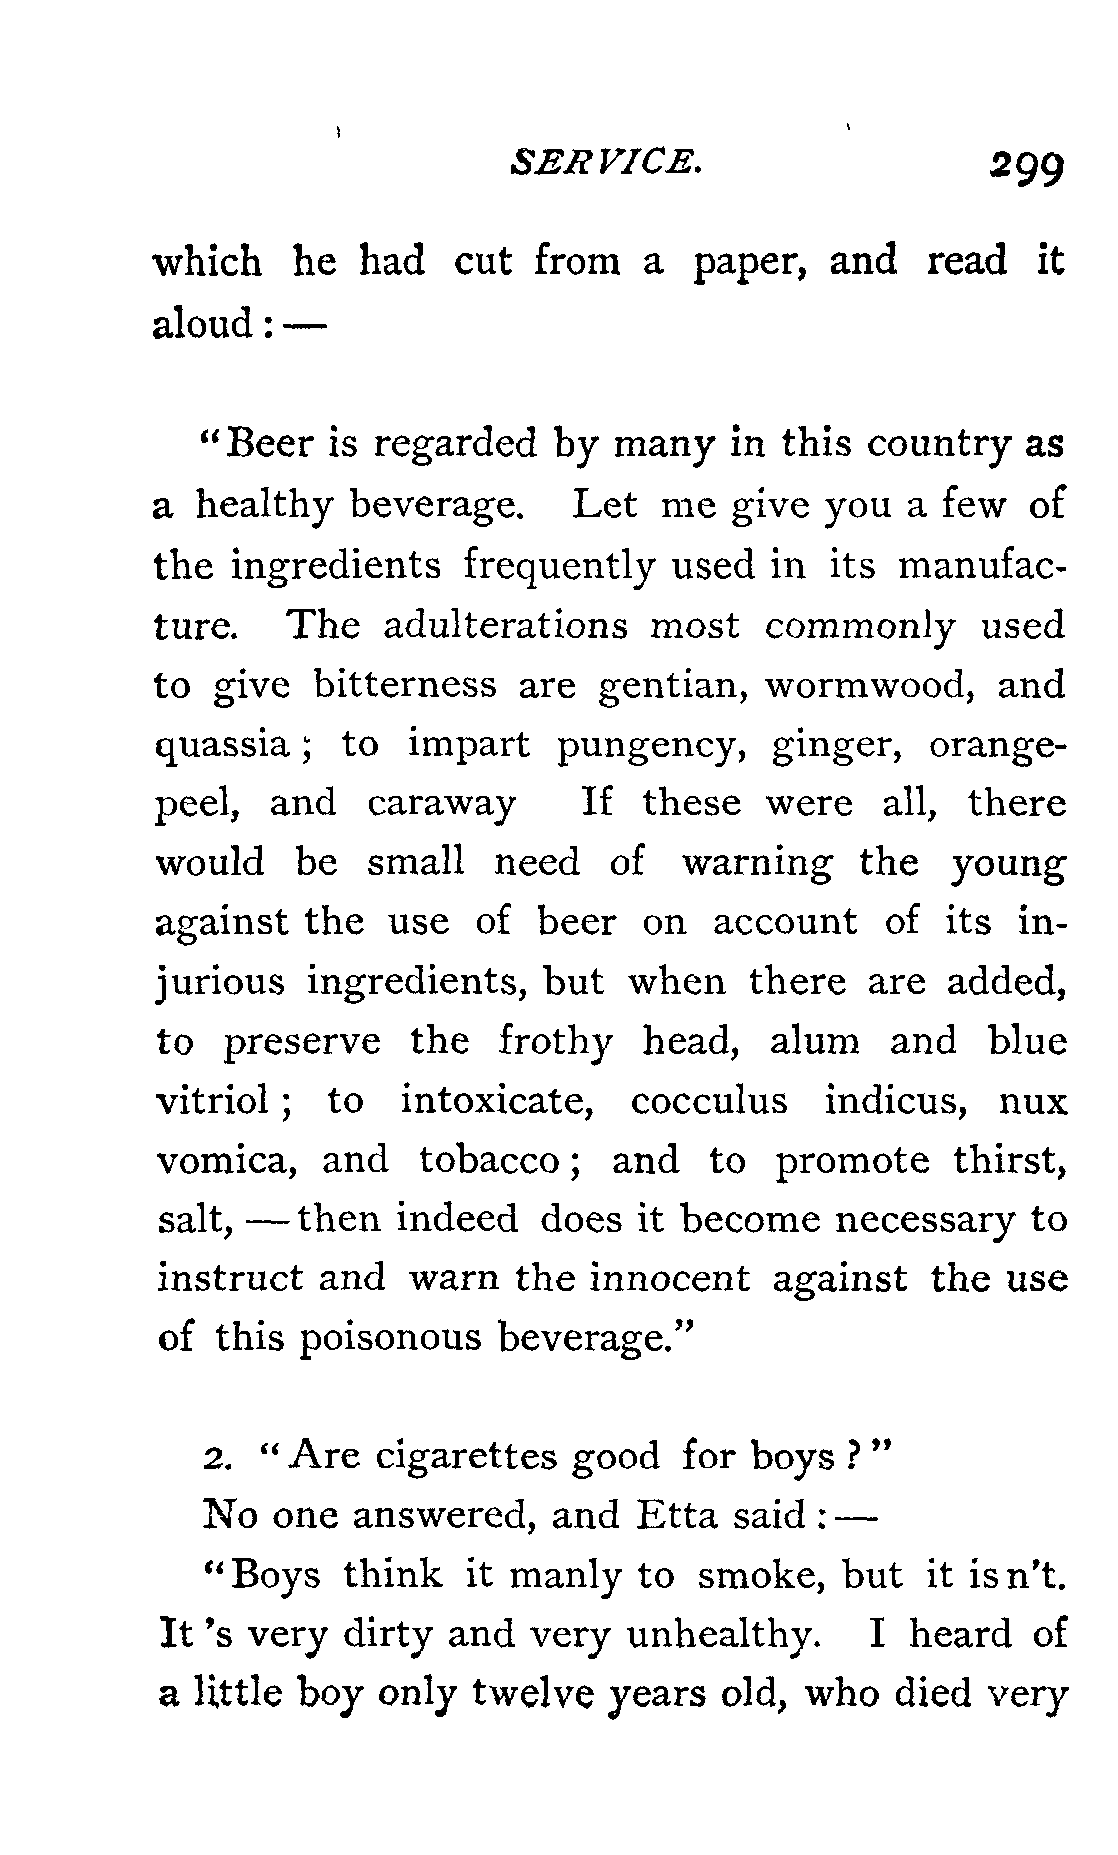 SERVICE. 299
which he had cut from a paper, and read it
aloud : —
“Beer is regarded by many in this country as
a healthy beverage. Let me give you a few of
the ingredients frequently used in its manufac-
ture. The adulterations most commonly used
to give bitterness are gentian, wormwood, and
quassia ; to impart pungency, ginger, orange-
peel, and caraway If these were all, there
would be small need of warning the young
against the use of beer on account of its in-
jurious ingredients, but when there are added,
to preserve the frothy head, alum and blue
vitriol ; to intoxicate, cocculus indicus, nux
vomica, and tobacco ; and to promote thirst,
salt, — then indeed does it become necessary to
instruct and warn the innocent against the use
of this poisonous beverage.”
2. “ Are cigarettes good for boys ? ”
No one answered, and Etta said : —
“Boys think it manly to smoke, but it isn't.
It 's very dirty and very unhealthy. I heard of
a little boy only twelve years old, who died very